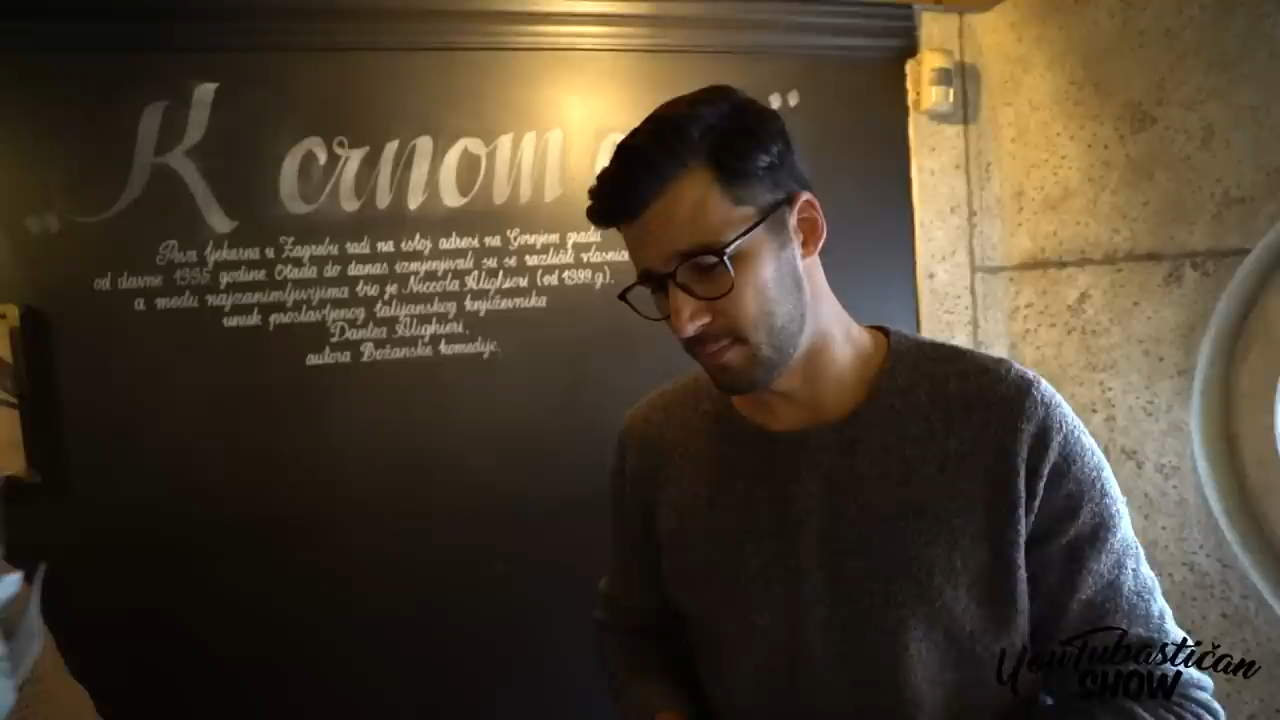 „K crnom "
Prva ljekarna u Zagrebu radi na istoj adresi na Gornjem gradu
od davne 1355. godine. Otada do danas izmjenjivali su se različiti vlasnici
a među najzanimljivijima bio je Niccola Alighieri (od 1399.g.).
unuk proslavljenog talijanskog književnika
Dantea Alighieri,
autora Božanske komedije.
YouTubastičan
SHOW